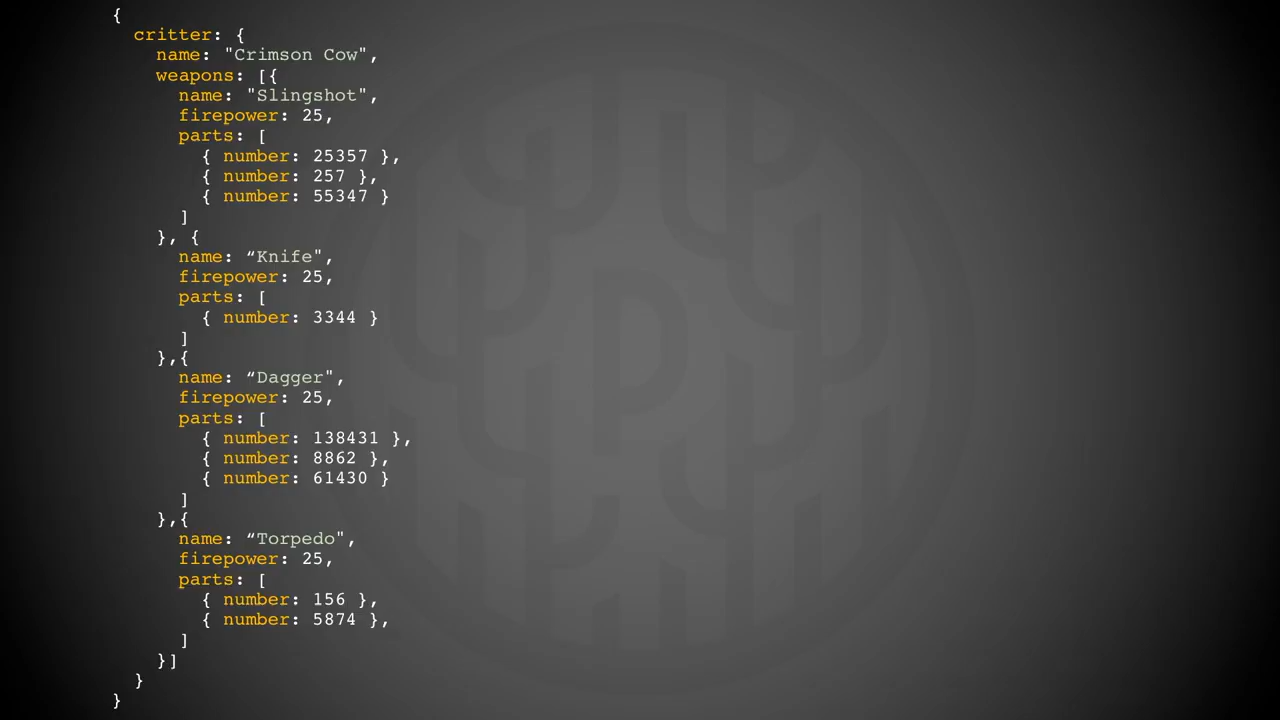 {
critter: {
name: "Crimson Cow",
weapons: [{
name: "Slingshot",
firepower: 25,
parts: [
{ number: 25357 },
{ number: 257 },
{ number: 55347 }
]
}, {
name: “Knife",
firepower: 25,
parts: [
{ number: 3344 }
]
},{
name: “Dagger",
firepower: 25,
parts: [
{ number: 138431 },
{ number: 8862 },
{ number: 61430 }
]
},{
name: “Torpedo",
firepower: 25,
parts: [
{ number: 156 },
{ number: 5874 },
]
}]
}
}